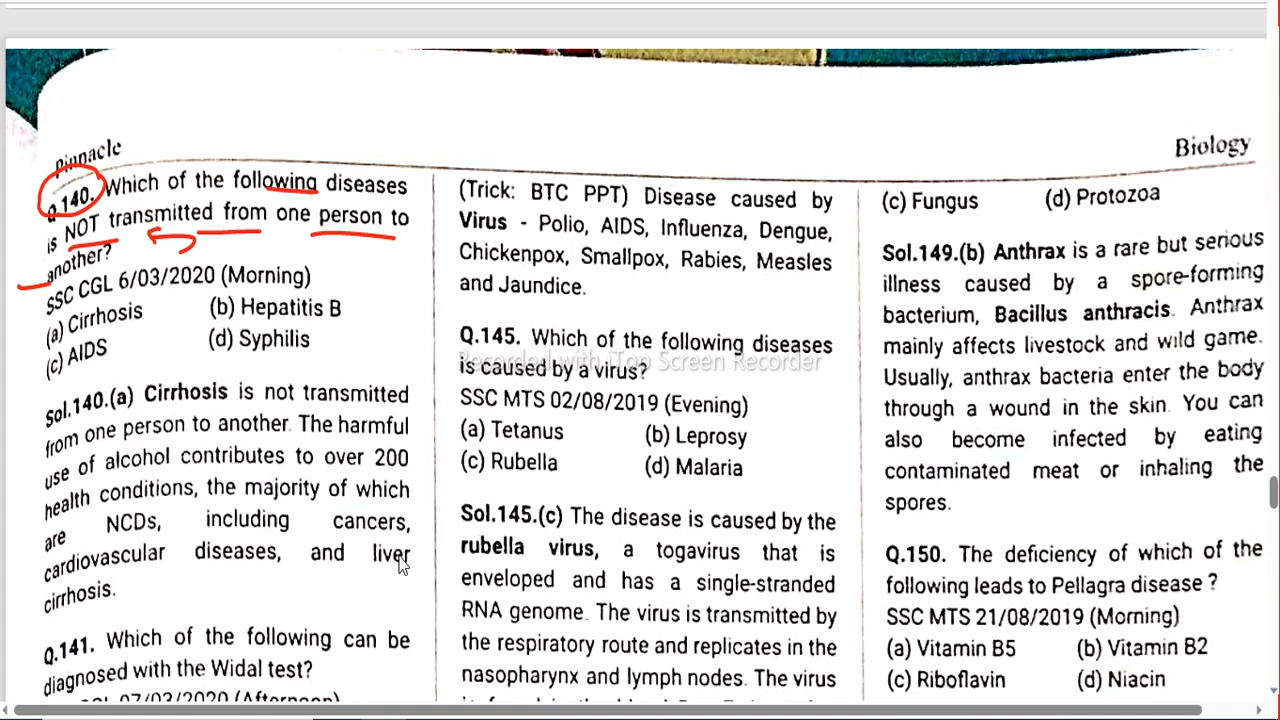 Pinnacle
Biology
Q.140. Which of the following diseases
is NOT transmitted from one person to
another?
SSC CGL 6/03/2020 (Morning)
(a) Cirrhosis (b) Hepatitis B
(c) AIDS (d) Syphilis
Sol.140.(a) Cirrhosis is not transmitted
from one person to another. The harmful
use of alcohol contributes to over 200
health conditions, the majority of which
are NCDs, including cancers,
cardiovascular diseases, and liver
cirrhosis.
Q.141. Which of the following can be
diagnosed with the Widal test?
07/03/2020 (Afternoon)
(Trick: BTC PPT) Disease caused by
Virus - Polio, AIDS, Influenza, Dengue,
Chickenpox, Smallpox, Rabies, Measles
and Jaundice.
Q.145. Which of the following diseases
is caused by a virus?
Recorded with iTop Screen Recorder
SSC MTS 02/08/2019 (Evening)
(a) Tetanus (b) Leprosy
(c) Rubella (d) Malaria
Sol.145.(c) The disease is caused by the
rubella virus, a togavirus that is
enveloped and has a single-stranded
RNA genome. The virus is transmitted by
the respiratory route and replicates in the
nasopharynx and lymph nodes. The virus
(c) Fungus (d) Protozoa
Sol.149.(b) Anthrax is a rare but serious
illness caused by a spore-forming
bacterium, Bacillus anthracis. Anthrax
mainly affects livestock and wild game.
Usually, anthrax bacteria enter the body
through a wound in the skin. You can
also become infected by eating
contaminated meat or inhaling the
spores.
Q.150. The deficiency of which of the
following leads to Pellagra disease ?
SSC MTS 21/08/2019 (Morning)
(a) Vitamin B5 (b) Vitamin B2
(c) Riboflavin (d) Niacin